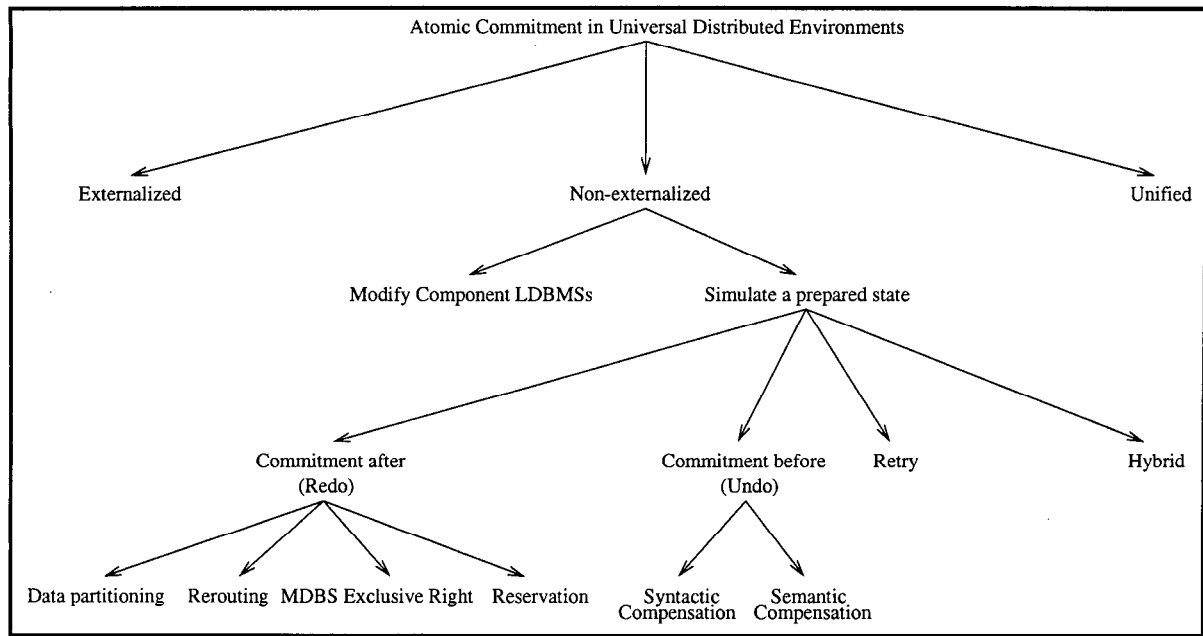 Atomic Commitment in Universal Distributed Environments
Externalized
Non-externalized
Unified
Modify Component LDBMSs
Simulate a prepared state
Commitment after
(Redo)
Commitment before
(Undo)
Retry
Hybrid
Data partitioning
Rerouting
MDBS Exclusive Right
Reservation
Syntactic
Compensation
Semantic
Compensation